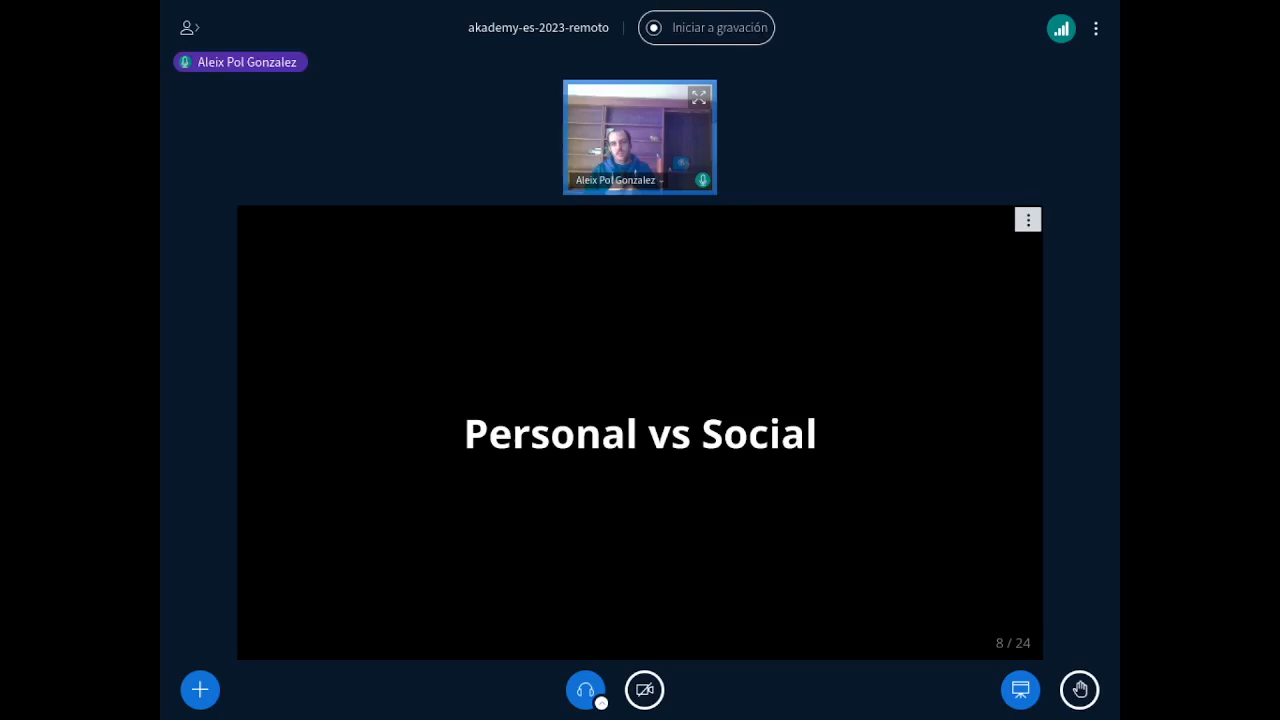 akademy-es-2023-remoto
Iniciar a gravación
Aleix Pol Gonzalez
Aleix Pol Gonzalez
Personal vs Social
8 / 24